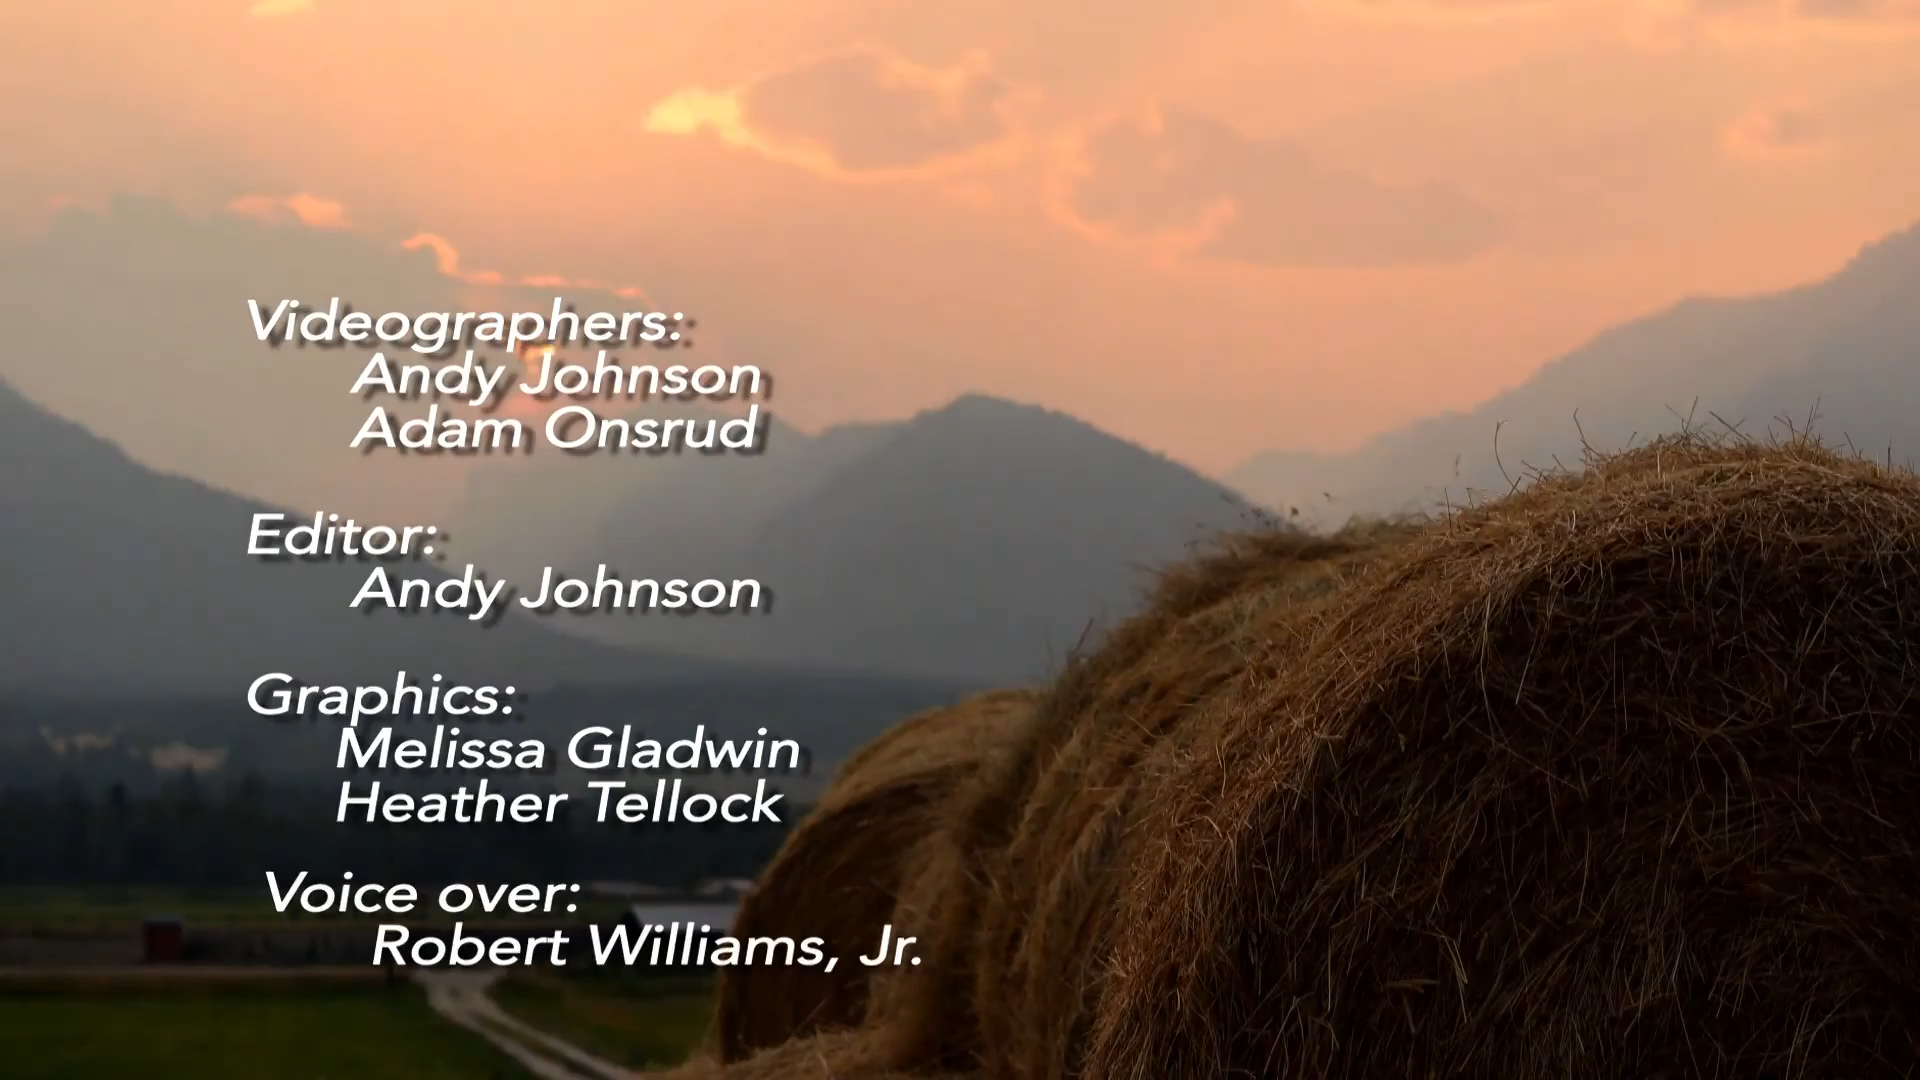 Videographers:
Andy Johnson
Adam Onsrud
Editor:
Andy Johnson
Graphics:
Melissa Gladwin
Heather Tellock
Voice over:
Robert Williams, Jr.